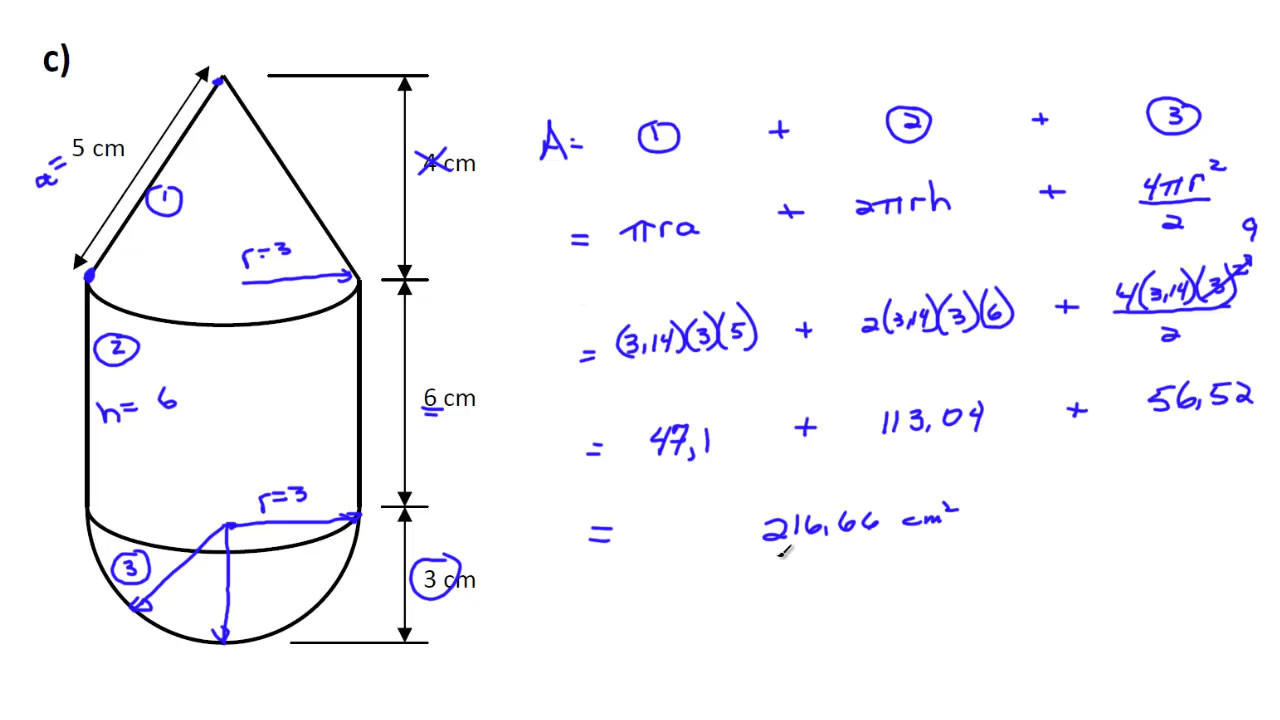 c)
5 cm
a =
①
4 cm
r = 3
②
h = 6
6 cm
r = 3
③
3 cm
A = ① + ② + ③
= πra + 2πrh + 4πr² / 2
= (3,14)(3)(5) + 2(3,14)(3)(6) + 4(3,14)(3)² 9 / 2
= 47,1 + 113,04 + 56,52
= 216,66 cm²